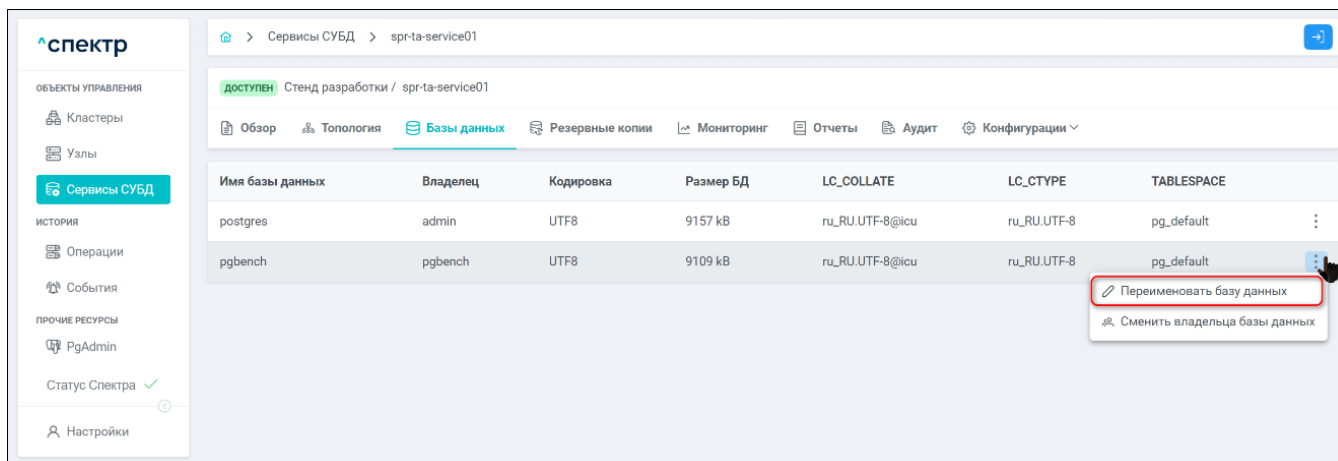 ^спектр
ОБЪЕКТЫ УПРАВЛЕНИЯ
Кластеры
Узлы
Сервисы СУБД
ИСТОРИЯ
Операции
События
ПРОЧИЕ РЕСУРСЫ
PgAdmin
Статус Спектра
Настройки
> Сервисы СУБД > spr-ta-service01
ДОСТУПЕН Стенд разработки / spr-ta-service01
Обзор Топология Базы данных Резервные копии Мониторинг Отчеты Аудит Конфигурации
Имя базы данных Владелец Кодировка Размер БД LC_COLLATE LC_CTYPE TABLESPACE
postgres admin UTF8 9157 kB ru_RU.UTF-8@icu ru_RU.UTF-8 pg_default
pgbench pgbench UTF8 9109 kB ru_RU.UTF-8@icu ru_RU.UTF-8 pg_default
Переименовать базу данных
Сменить владельца базы данных